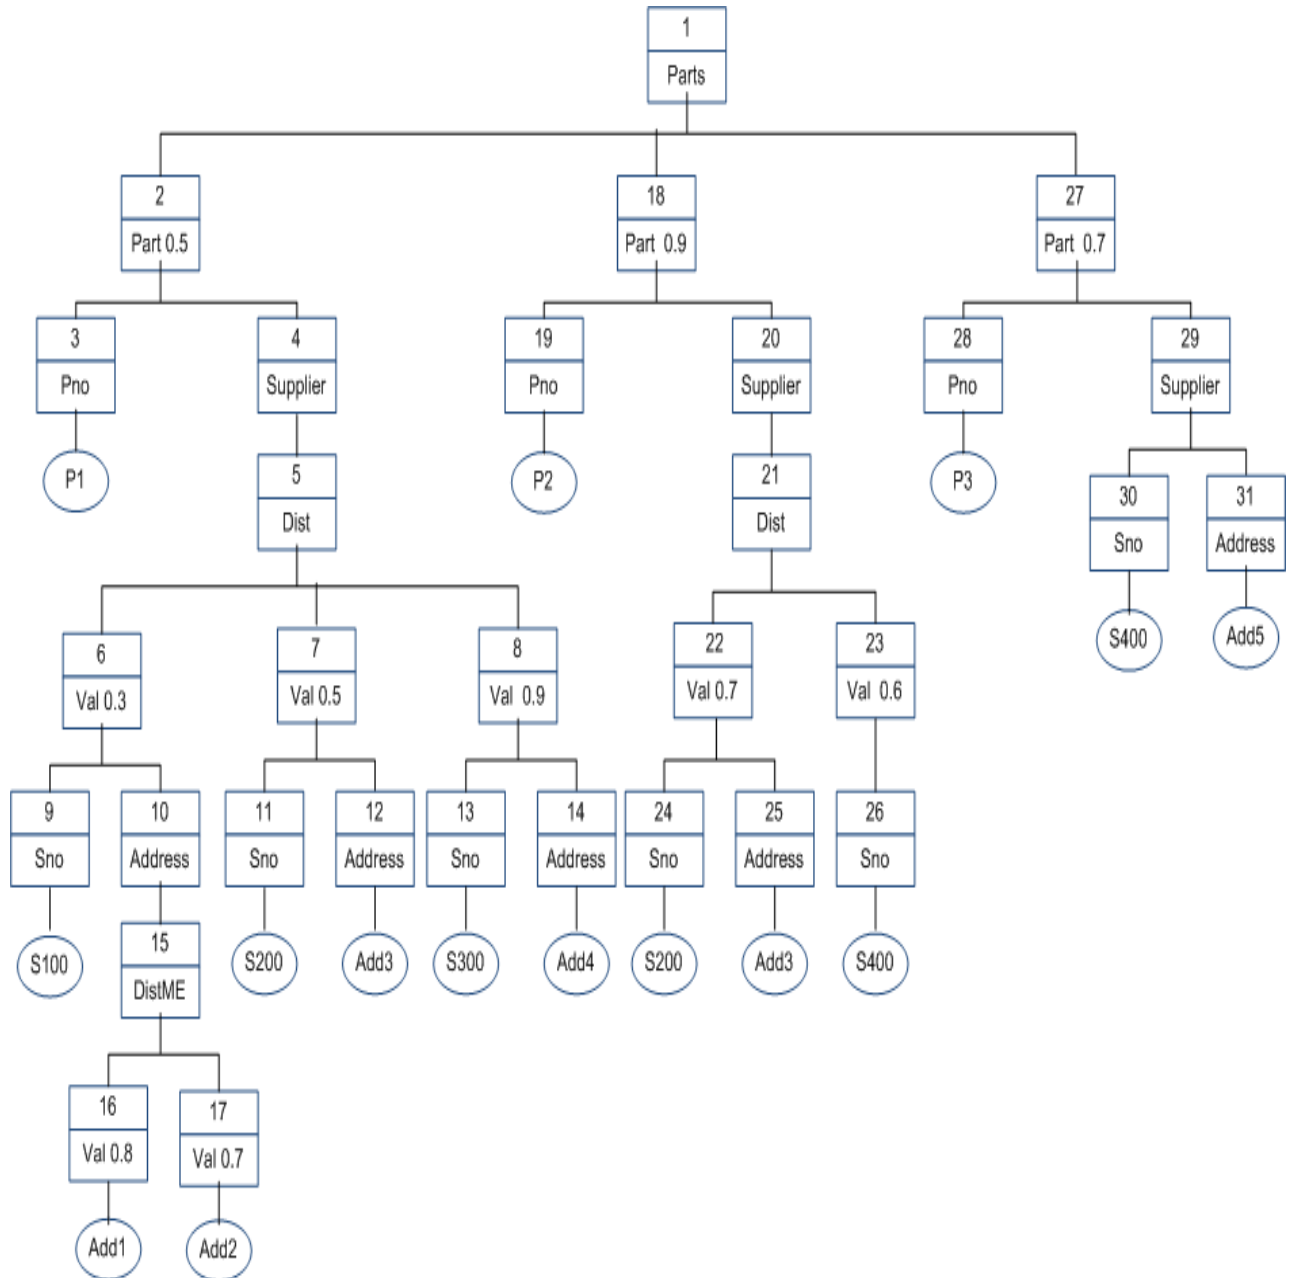 1
Parts
2
Part 0.5
18
Part 0.9
27
Part 0.7
3
Pno
4
Supplier
19
Pno
20
Supplier
28
Pno
29
Supplier
P1
5
Dist
P2
21
Dist
P3
30
Sno
31
Address
6
Val 0.3
7
Val 0.5
8
Val 0.9
22
Val 0.7
23
Val 0.6
S400
Add5
9
Sno
10
Address
11
Sno
12
Address
13
Sno
14
Address
24
Sno
25
Address
26
Sno
S100
15
DistME
S200
Add3
S300
Add4
S200
Add3
S400
16
Val 0.8
17
Val 0.7
Add1
Add2